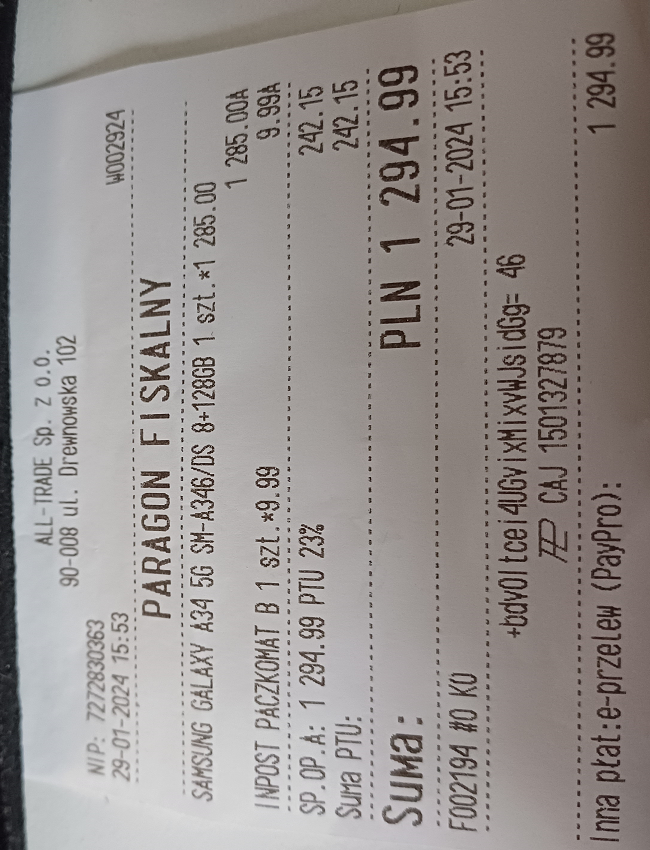 ALL-TRADE Sp. z o.o.
90-008 ul. Drewnowska 102
NIP: 7272830363
29-01-2024 15:53 W002924
PARAGON FISKALNY
SAMSUNG GALAXY A34 5G SM-A346/DS 8+128GB 1 szt.*1 285.00
1 285.00A
INPOST PACZKOMAT B 1 szt.*9.99 9.99A
SP.OP.A: 1 294.99 PTU 23% 242.15
Suma PTU: 242.15
Suma: PLN 1 294.99
F002194 #0 KO 29-01-2024 15:53
+bdvOltcei4UGvixMixvWJsidGg= 46
CAJ 1501327879
Inna płat:e-przelew (PayPro): 1 294.99